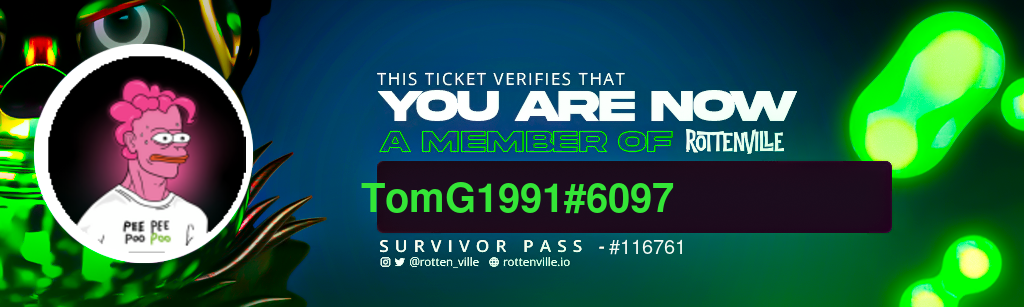 THIS TICKET VERIFIES THAT
YOU ARE NOW
A MEMBER OF ROTTENVILLE
TomG1991#6097
SURVIVOR PASS -#116761
@rotten_ville rottenville.io
PEE PEE
POO POO